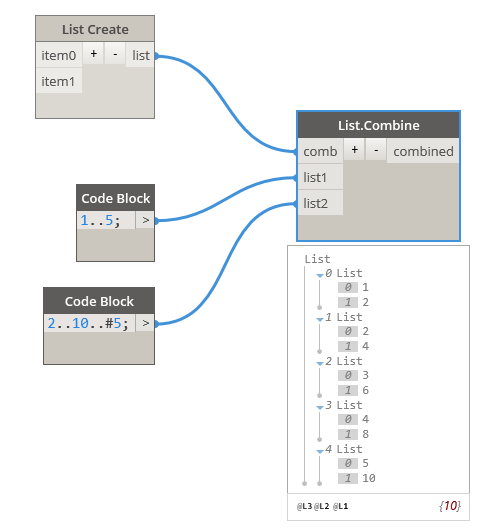 List Create
item0 + - list
item1
List.Combine
comb + - combined
list1
list2
Code Block
1..5; >
Code Block
2..10..#5; >
List
0 List
0 1
1 2
1 List
0 2
1 4
2 List
0 3
1 6
3 List
0 4
1 8
4 List
0 5
1 10
@L3 @L2 @L1 {10}